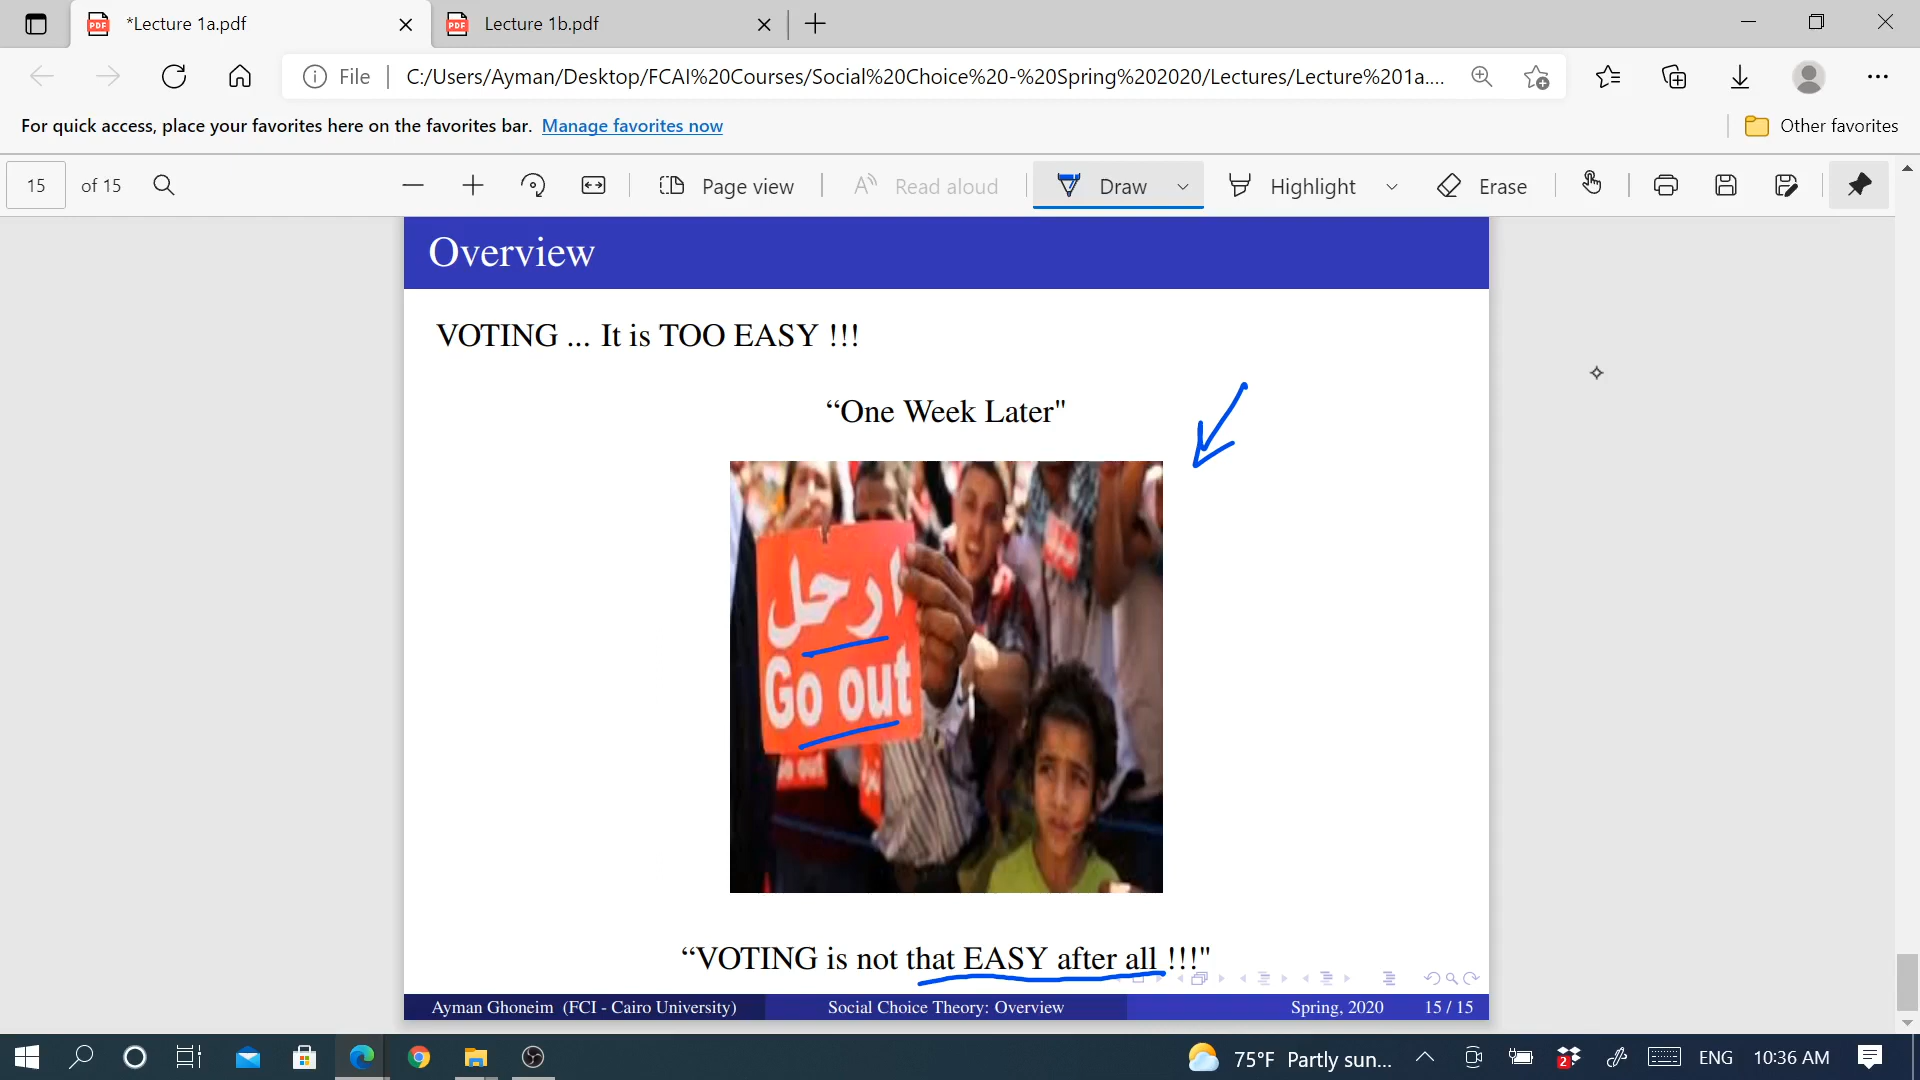 *Lecture 1a.pdf
Lecture 1b.pdf
File
C:/Users/Ayman/Desktop/FCAI%20Courses/Social%20Choice%20-%20Spring%202020/Lectures/Lecture%201a....
For quick access, place your favorites here on the favorites bar. Manage favorites now
Other favorites
15 of 15
Page view
Read aloud
Draw
Highlight
Erase
Overview
VOTING ... It is TOO EASY !!!
“One Week Later"
ارحل
Go out
Go out
“VOTING is not that EASY after all !!!"
Ayman Ghoneim (FCI - Cairo University)
Social Choice Theory: Overview
Spring, 2020
15 / 15
75°F Partly sun...
2
ENG
10:36 AM